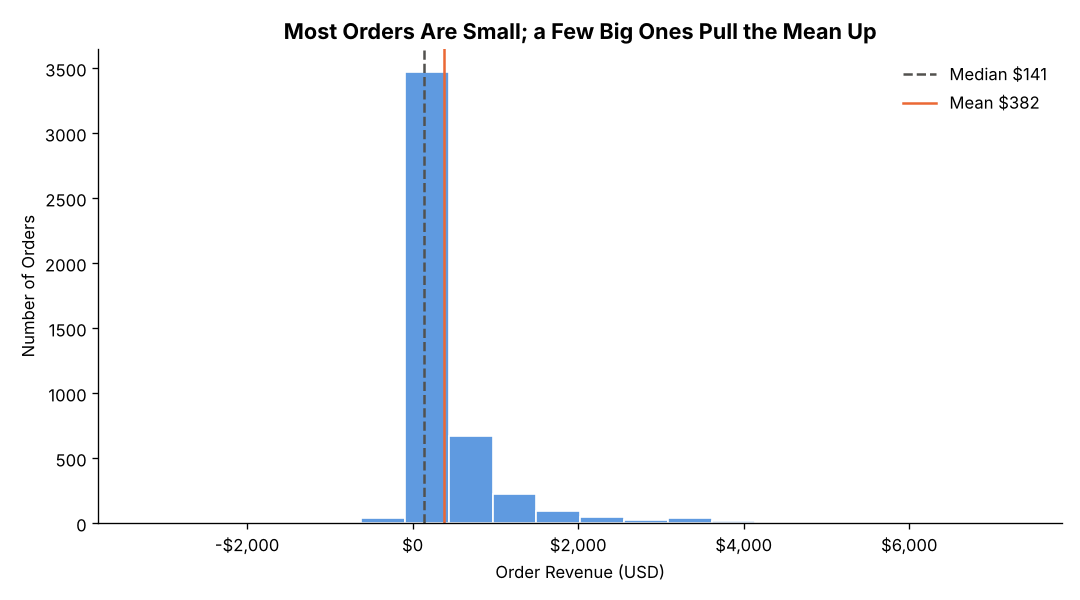 Most Orders Are Small; a Few Big Ones Pull the Mean Up
Median $141
Mean $382
Number of Orders
3500
3000
2500
2000
1500
1000
500
0
-$2,000 $0 $2,000 $4,000 $6,000
Order Revenue (USD)